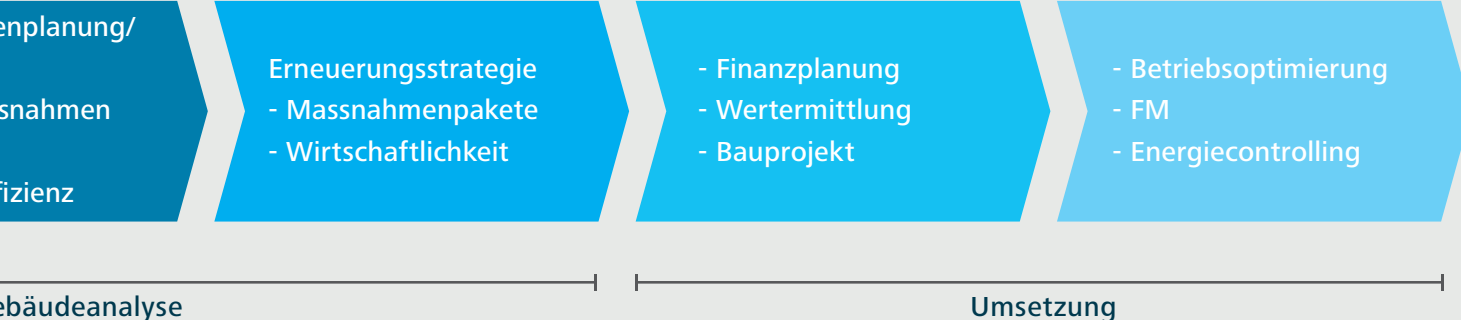 enplanung/
snahmen
fizienz
Erneuerungsstrategie
- Massnahmenpakete
- Wirtschaftlichkeit
- Finanzplanung
- Wertermittlung
- Bauprojekt
- Betriebsoptimierung
- FM
- Energiecontrolling
ebäudeanalyse
Umsetzung